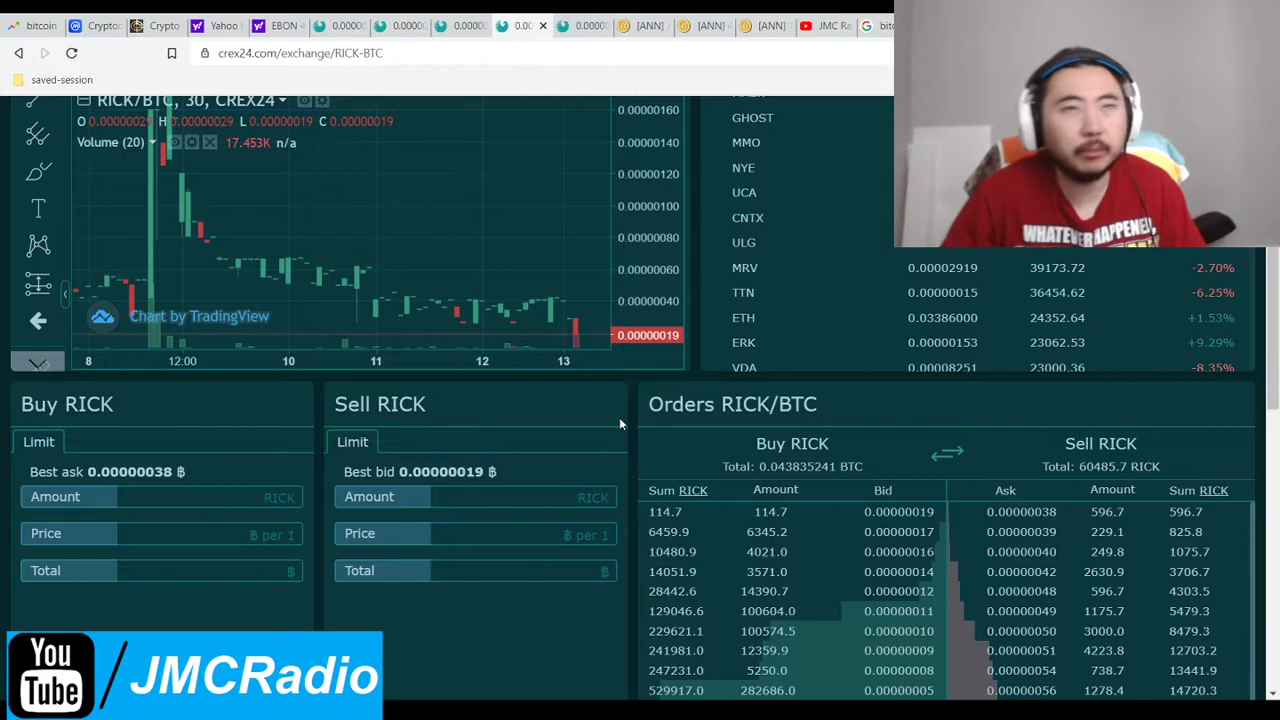 bitcoin
Crypto
Crypto
Yahoo
EBON
0.0000
0.0000
0.0000
0.00
0.0000
[ANN]
[ANN]
[ANN]
JMC Ra
crex24.com/exchange/RICK-BTC
saved-session
RICK/BTC, 30, CREX24
O 0.00000029 H 0.00000029 L 0.00000019 C 0.00000019
Volume (20) 17.453K n/a
0.00000160
0.00000140
0.00000120
0.00000100
0.00000080
0.00000060
0.00000040
0.00000019
Chart by TradingView
8 12:00 10 11 12 13
GHOST
MMO
NYE
UCA
CNTX
ULG
MRV 0.00002919 39173.72 -2.70%
TTN 0.00000015 36454.62 -6.25%
ETH 0.03386000 24352.64 +1.53%
ERK 0.00000153 23062.53 +9.29%
VDA 0.00008251 23000.36 -8.35%
WHATEVER HAPPENED,
Buy RICK
Limit
Best ask 0.00000038 ฿
Amount RICK
Price ฿ per 1
Total ฿
Sell RICK
Limit
Best bid 0.00000019 ฿
Amount RICK
Price ฿ per 1
Total ฿
Orders RICK/BTC
Buy RICK Sell RICK
Total: 0.043835241 BTC Total: 60485.7 RICK
Sum RICK Amount Bid Ask Amount Sum RICK
114.7 114.7 0.00000019 0.00000038 596.7 596.7
6459.9 6345.2 0.00000017 0.00000039 229.1 825.8
10480.9 4021.0 0.00000016 0.00000040 249.8 1075.7
14051.9 3571.0 0.00000014 0.00000042 2630.9 3706.7
28442.6 14390.7 0.00000012 0.00000048 596.7 4303.5
129046.6 100604.0 0.00000011 0.00000049 1175.7 5479.3
229621.1 100574.5 0.00000010 0.00000050 3000.0 8479.3
241981.0 12359.9 0.00000009 0.00000051 4223.8 12703.2
247231.0 5250.0 0.00000008 0.00000054 738.7 13441.9
529917.0 282686.0 0.00000005 0.00000056 1278.4 14720.3
You
Tube
/JMCRadio